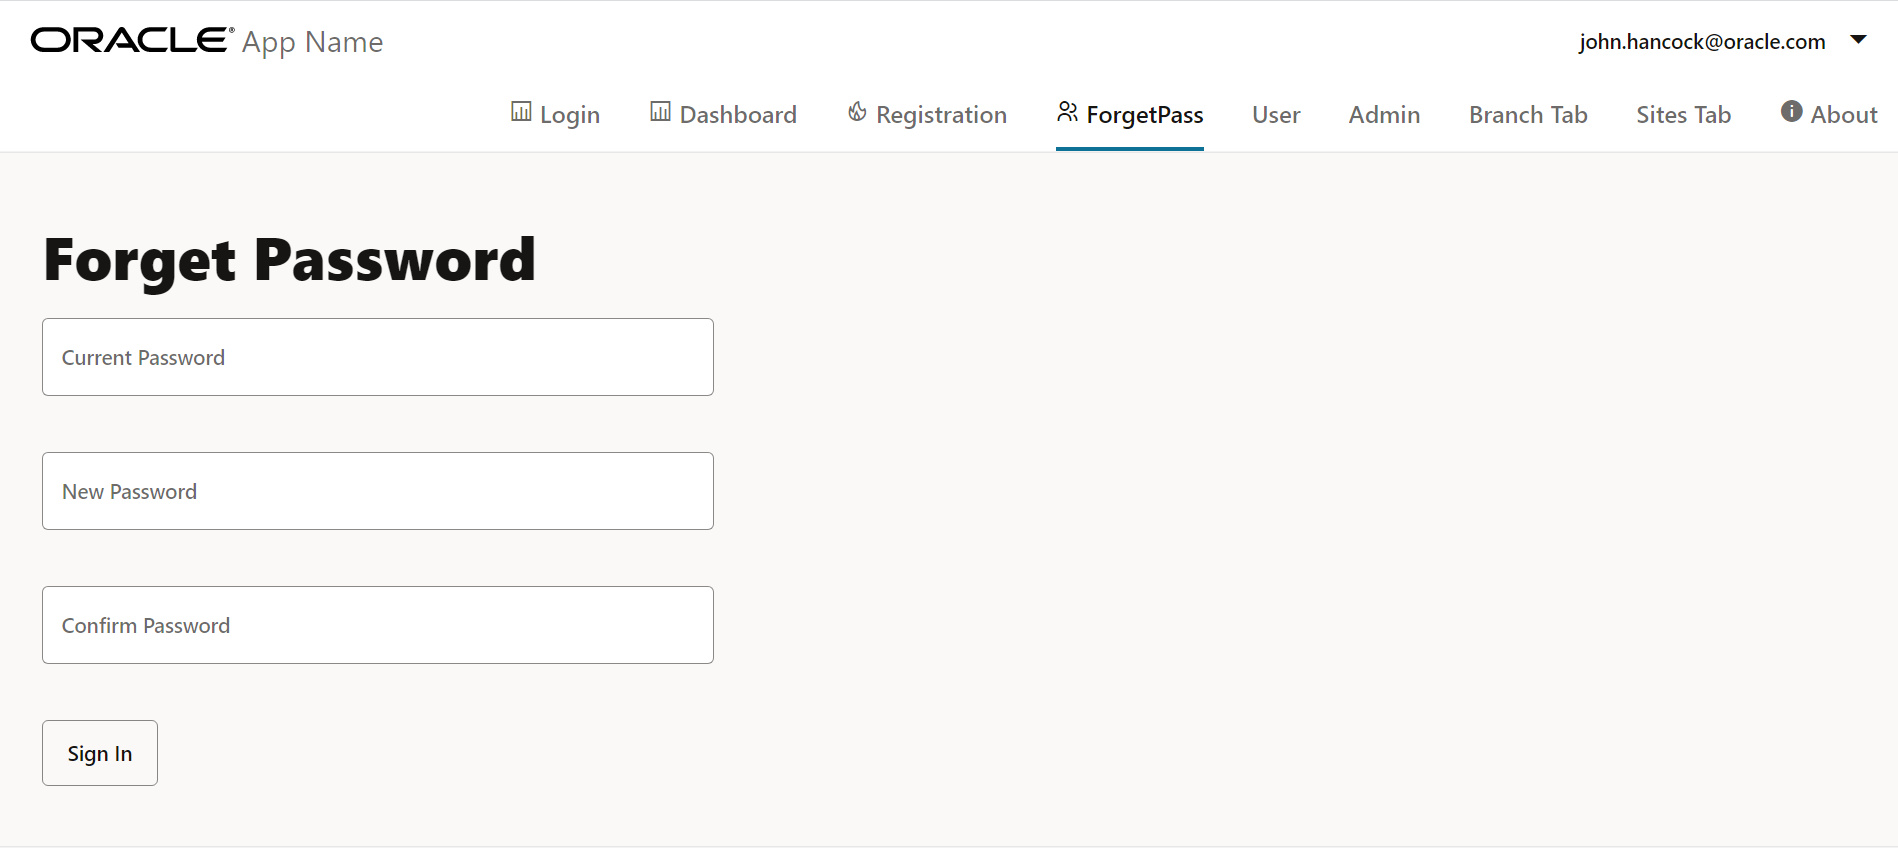 ORACLE® App Name
john.hancock@oracle.com
Login Dashboard Registration ForgetPass User Admin Branch Tab Sites Tab About
Forget Password
Current Password
New Password
Confirm Password
Sign In